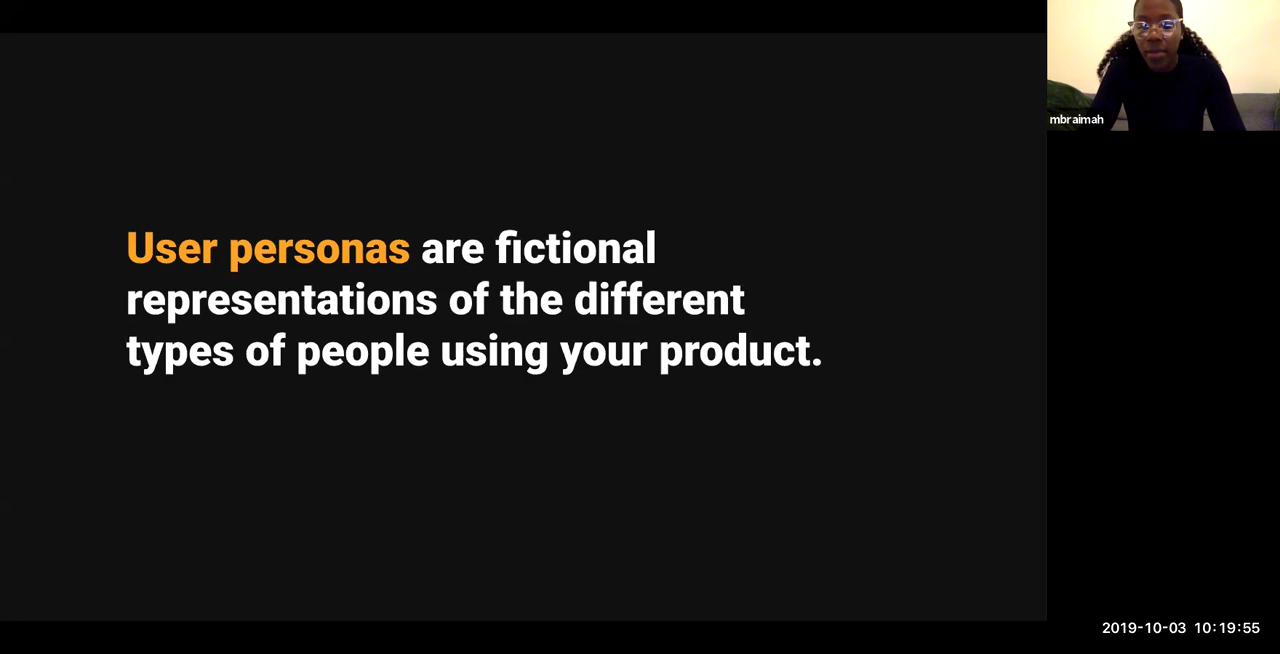 User personas are fictional
representations of the different
types of people using your product.
mbraimah
2019-10-03 10:19:55